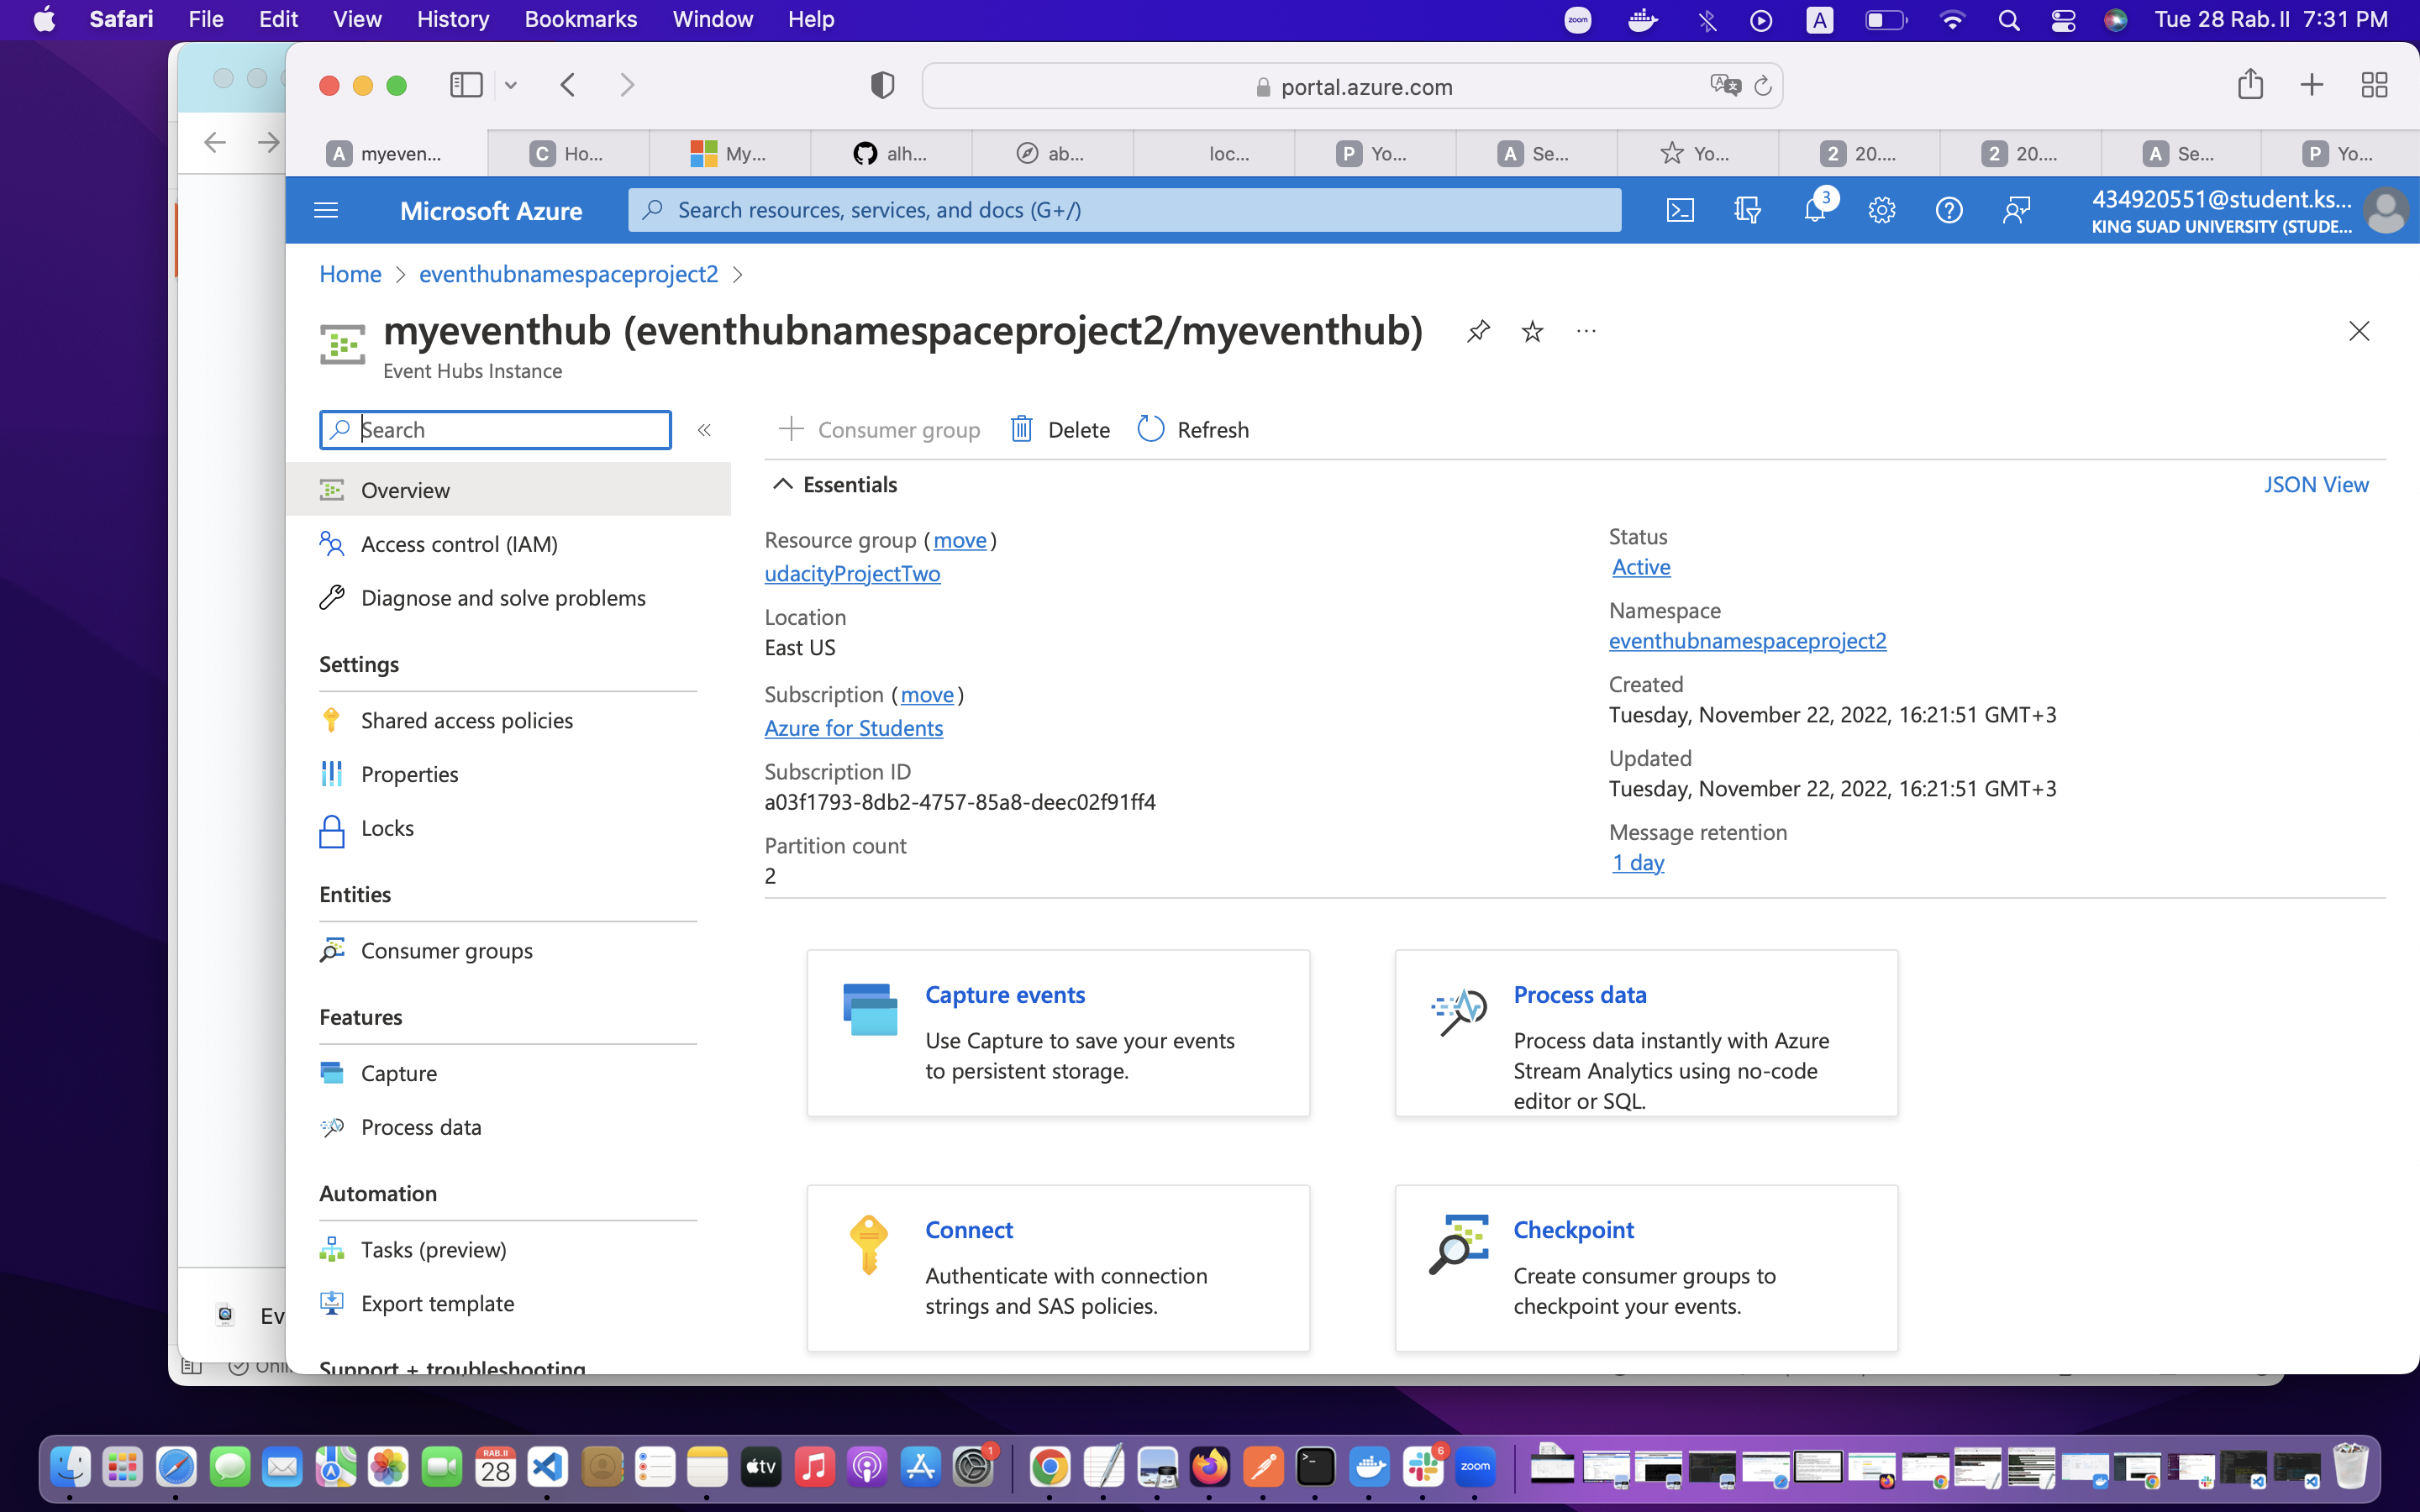 Safari File Edit View History Bookmarks Window Help zoom A Tue 28 Rab. II 7:31 PM
portal.azure.com
A myeven... C Ho... My... alh... ab... loc... P Yo... A Se... Yo... 2 20.... 2 20.... A Se... P Yo...
Microsoft Azure Search resources, services, and docs (G+/) 3 434920551@student.ks...
KING SUAD UNIVERSITY (STUDE...
Home > eventhubnamespaceproject2 >
myeventhub (eventhubnamespaceproject2/myeventhub) ...
Event Hubs Instance
Search «
Overview
Access control (IAM)
Diagnose and solve problems
Settings
Shared access policies
Properties
Locks
Entities
Consumer groups
Features
Capture
Process data
Automation
Tasks (preview)
Export template
Support + troubleshooting
Consumer group Delete Refresh
Essentials JSON View
Resource group (move)
udacityProjectTwo
Location
East US
Subscription (move)
Azure for Students
Subscription ID
a03f1793-8db2-4757-85a8-deec02f91ff4
Partition count
2
Status
Active
Namespace
eventhubnamespaceproject2
Created
Tuesday, November 22, 2022, 16:21:51 GMT+3
Updated
Tuesday, November 22, 2022, 16:21:51 GMT+3
Message retention
1 day
Capture events
Use Capture to save your events
to persistent storage.
Process data
Process data instantly with Azure
Stream Analytics using no-code
editor or SQL.
Connect
Authenticate with connection
strings and SAS policies.
Checkpoint
Create consumer groups to
checkpoint your events.
Ev
RAB.II
28
tv
1
6
zoom